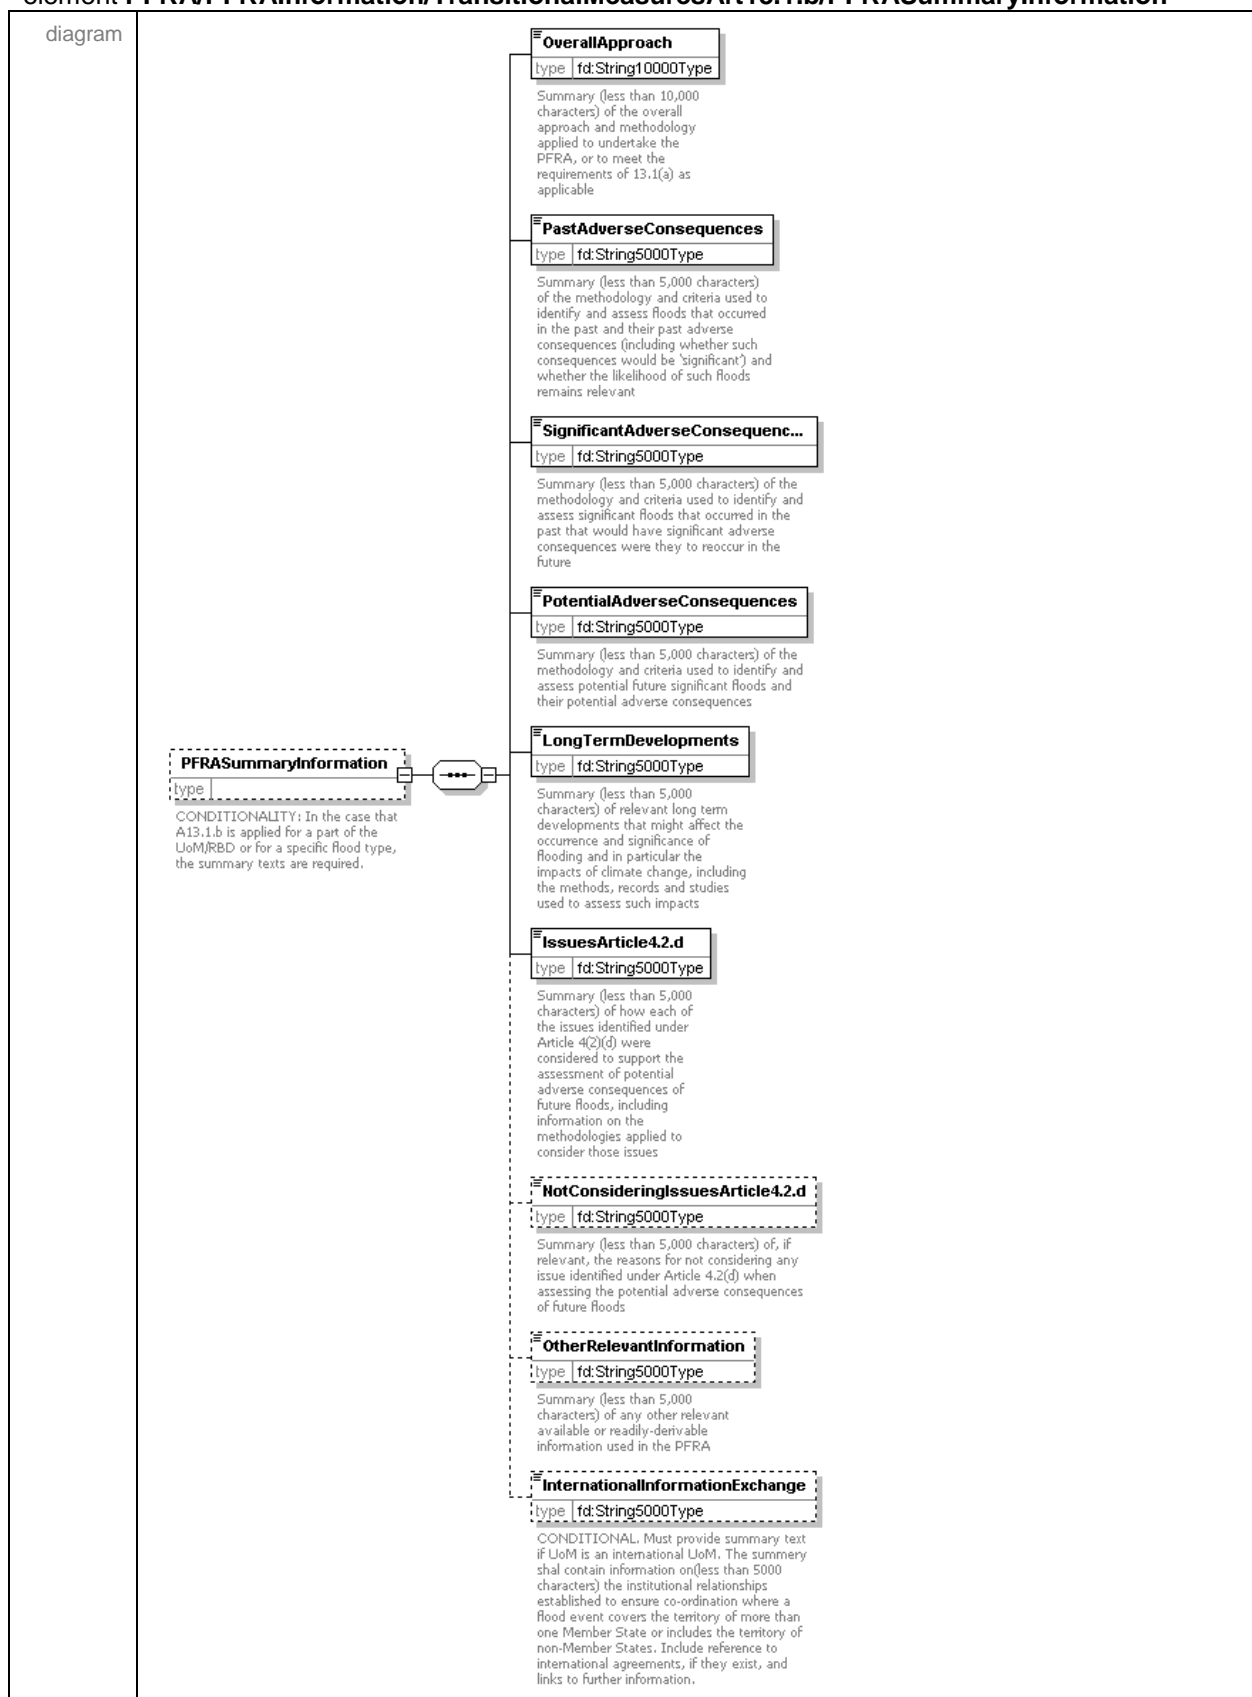 element PFRA/PFRAInformation/TransitionalMeasuresArt13.1.b/PFRASummaryInformation
diagram
OverallApproach
type fd:String10000Type
Summary (less than 10,000
characters) of the overall
approach and methodology
applied to undertake the
PFRA, or to meet the
requirements of 13.1(a) as
applicable
PastAdverseConsequences
type fd:String5000Type
Summary (less than 5,000 characters)
of the methodology and criteria used to
identify and assess floods that occurred
in the past and their past adverse
consequences (including whether such
consequences would be 'significant') and
whether the likelihood of such floods
remains relevant
SignificantAdverseConsequenc...
type fd:String5000Type
Summary (less than 5,000 characters) of the
methodology and criteria used to identify and
assess significant floods that occurred in the
past that would have significant adverse
consequences were they to reoccur in the
future
PotentialAdverseConsequences
type fd:String5000Type
Summary (less than 5,000 characters) of the
methodology and criteria used to identify and
assess potential future significant floods and
their potential adverse consequences
LongTermDevelopments
type fd:String5000Type
Summary (less than 5,000
characters) of relevant long term
developments that might affect the
occurrence and significance of
flooding and in particular the
impacts of climate change, including
the methods, records and studies
used to assess such impacts
PFRASummaryInformation
type
CONDITIONALITY: In the case that
A13.1.b is applied for a part of the
UoM/RBD or for a specific flood type,
the summary texts are required.
IssuesArticle4.2.d
type fd:String5000Type
Summary (less than 5,000
characters) of how each of
the issues identified under
Article 4(2)(d) were
considered to support the
assessment of potential
adverse consequences of
future floods, including
information on the
methodologies applied to
consider those issues
NotConsideringIssuesArticle4.2.d
type fd:String5000Type
Summary (less than 5,000 characters) of, if
relevant, the reasons for not considering any
issue identified under Article 4.2(d) when
assessing the potential adverse consequences
of future floods
OtherRelevantInformation
type fd:String5000Type
Summary (less than 5,000
characters) of any other relevant
available or readily-derivable
information used in the PFRA
InternationalInformationExchange
type fd:String5000Type
CONDITIONAL. Must provide summary text
if UoM is an international UoM. The summery
shal contain information on(less than 5000
characters) the institutional relationships
established to ensure co-ordination where a
flood event covers the territory of more than
one Member State or includes the territory of
non-Member States. Include reference to
international agreements, if they exist, and
links to further information.